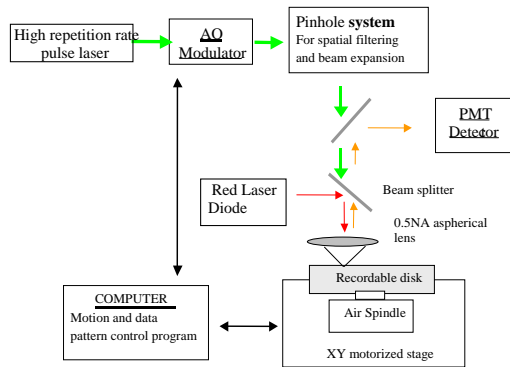 High repetition rate
pulse laser
AO
Modulator
Pinhole system
For spatial filtering
and beam expansion
PMT
Detector
Red Laser
Diode
Beam splitter
0.5NA aspherical
lens
Recordable disk
Air Spindle
XY motorized stage
COMPUTER
Motion and data
pattern control program